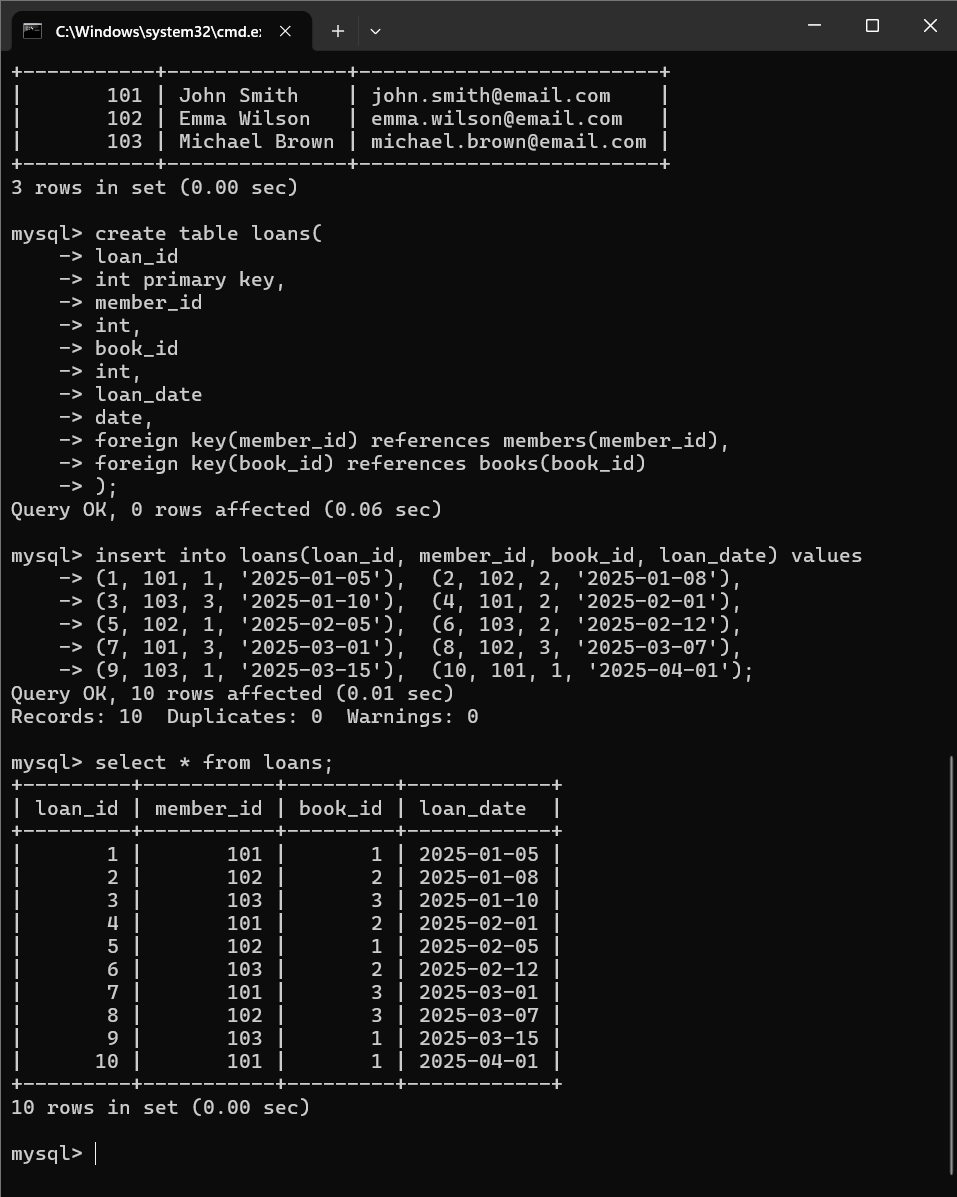 C:\Windows\system32\cmd.e:
+-----------+---------------+-------------------------+
|       101 | John Smith    | john.smith@email.com    |
|       102 | Emma Wilson   | emma.wilson@email.com   |
|       103 | Michael Brown | michael.brown@email.com |
+-----------+---------------+-------------------------+
3 rows in set (0.00 sec)

mysql> create table loans(
    -> loan_id
    -> int primary key,
    -> member_id
    -> int,
    -> book_id
    -> int,
    -> loan_date
    -> date,
    -> foreign key(member_id) references members(member_id),
    -> foreign key(book_id) references books(book_id)
    -> );
Query OK, 0 rows affected (0.06 sec)

mysql> insert into loans(loan_id, member_id, book_id, loan_date) values
    -> (1, 101, 1, '2025-01-05'),  (2, 102, 2, '2025-01-08'),
    -> (3, 103, 3, '2025-01-10'),  (4, 101, 2, '2025-02-01'),
    -> (5, 102, 1, '2025-02-05'),  (6, 103, 2, '2025-02-12'),
    -> (7, 101, 3, '2025-03-01'),  (8, 102, 3, '2025-03-07'),
    -> (9, 103, 1, '2025-03-15'),  (10, 101, 1, '2025-04-01');
Query OK, 10 rows affected (0.01 sec)
Records: 10  Duplicates: 0  Warnings: 0

mysql> select * from loans;
+---------+-----------+---------+------------+
| loan_id | member_id | book_id | loan_date  |
+---------+-----------+---------+------------+
|       1 |       101 |       1 | 2025-01-05 |
|       2 |       102 |       2 | 2025-01-08 |
|       3 |       103 |       3 | 2025-01-10 |
|       4 |       101 |       2 | 2025-02-01 |
|       5 |       102 |       1 | 2025-02-05 |
|       6 |       103 |       2 | 2025-02-12 |
|       7 |       101 |       3 | 2025-03-01 |
|       8 |       102 |       3 | 2025-03-07 |
|       9 |       103 |       1 | 2025-03-15 |
|      10 |       101 |       1 | 2025-04-01 |
+---------+-----------+---------+------------+
10 rows in set (0.00 sec)

mysql>